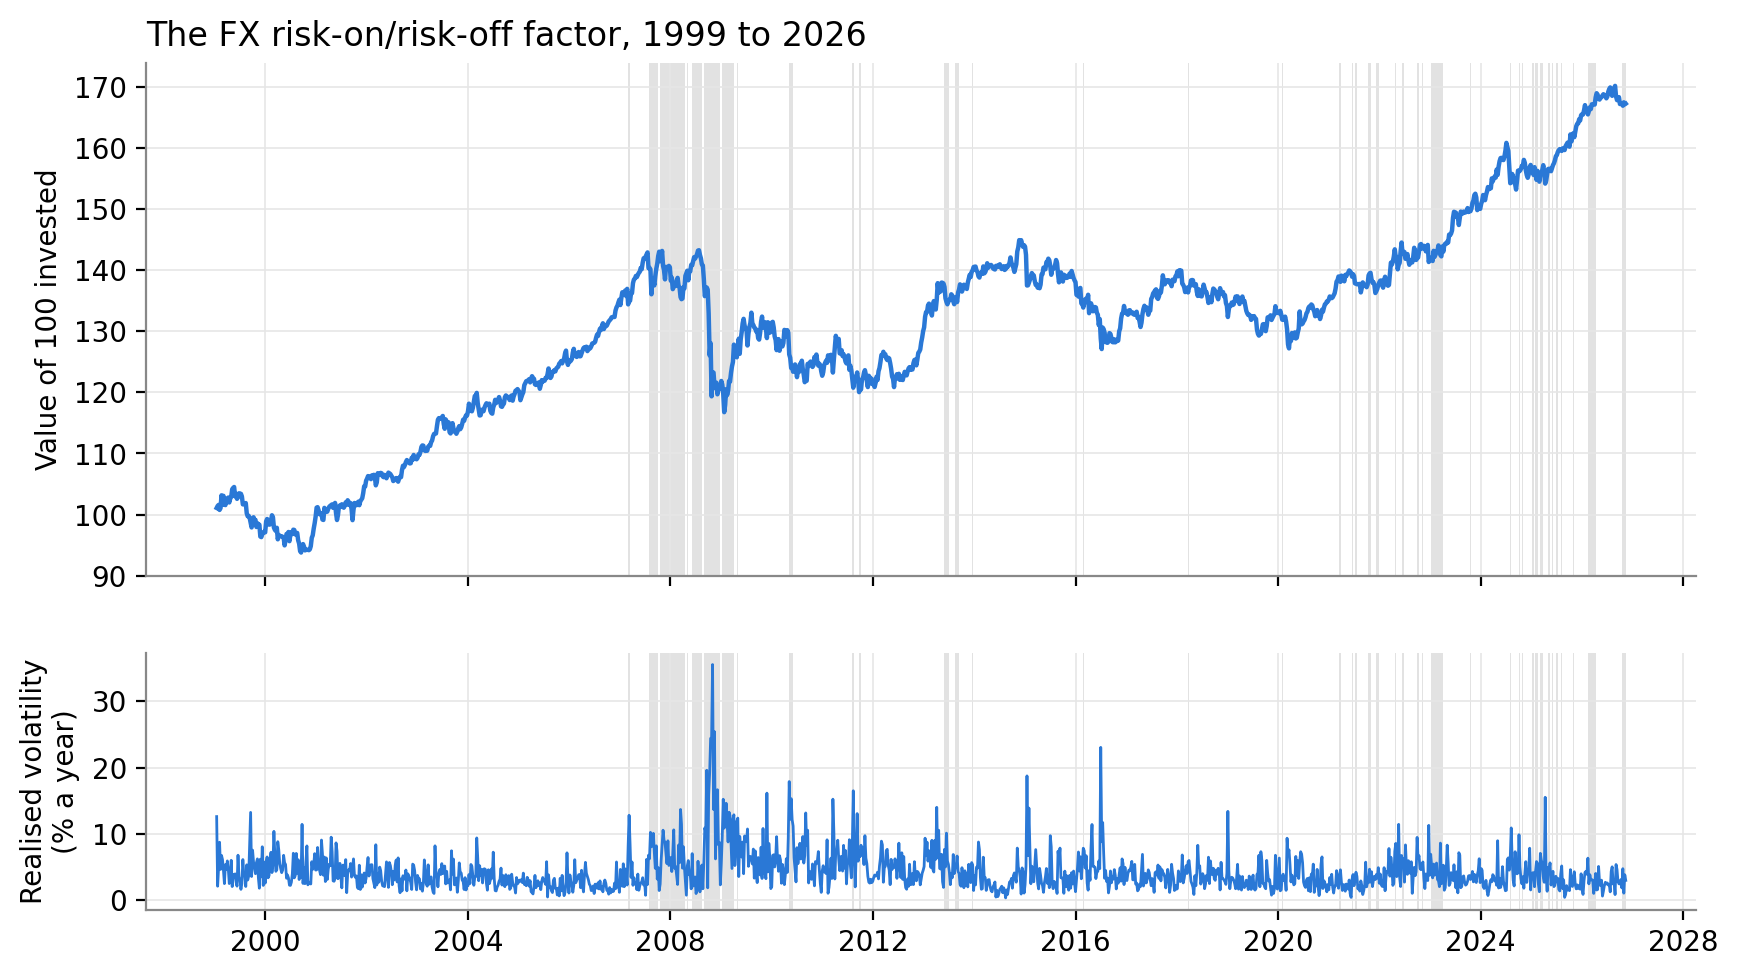 The FX risk-on/risk-off factor, 1999 to 2026
Value of 100 invested
170
160
150
140
130
120
110
100
90
Realised volatility
(% a year)
30
20
10
0
2000 2004 2008 2012 2016 2020 2024 2028